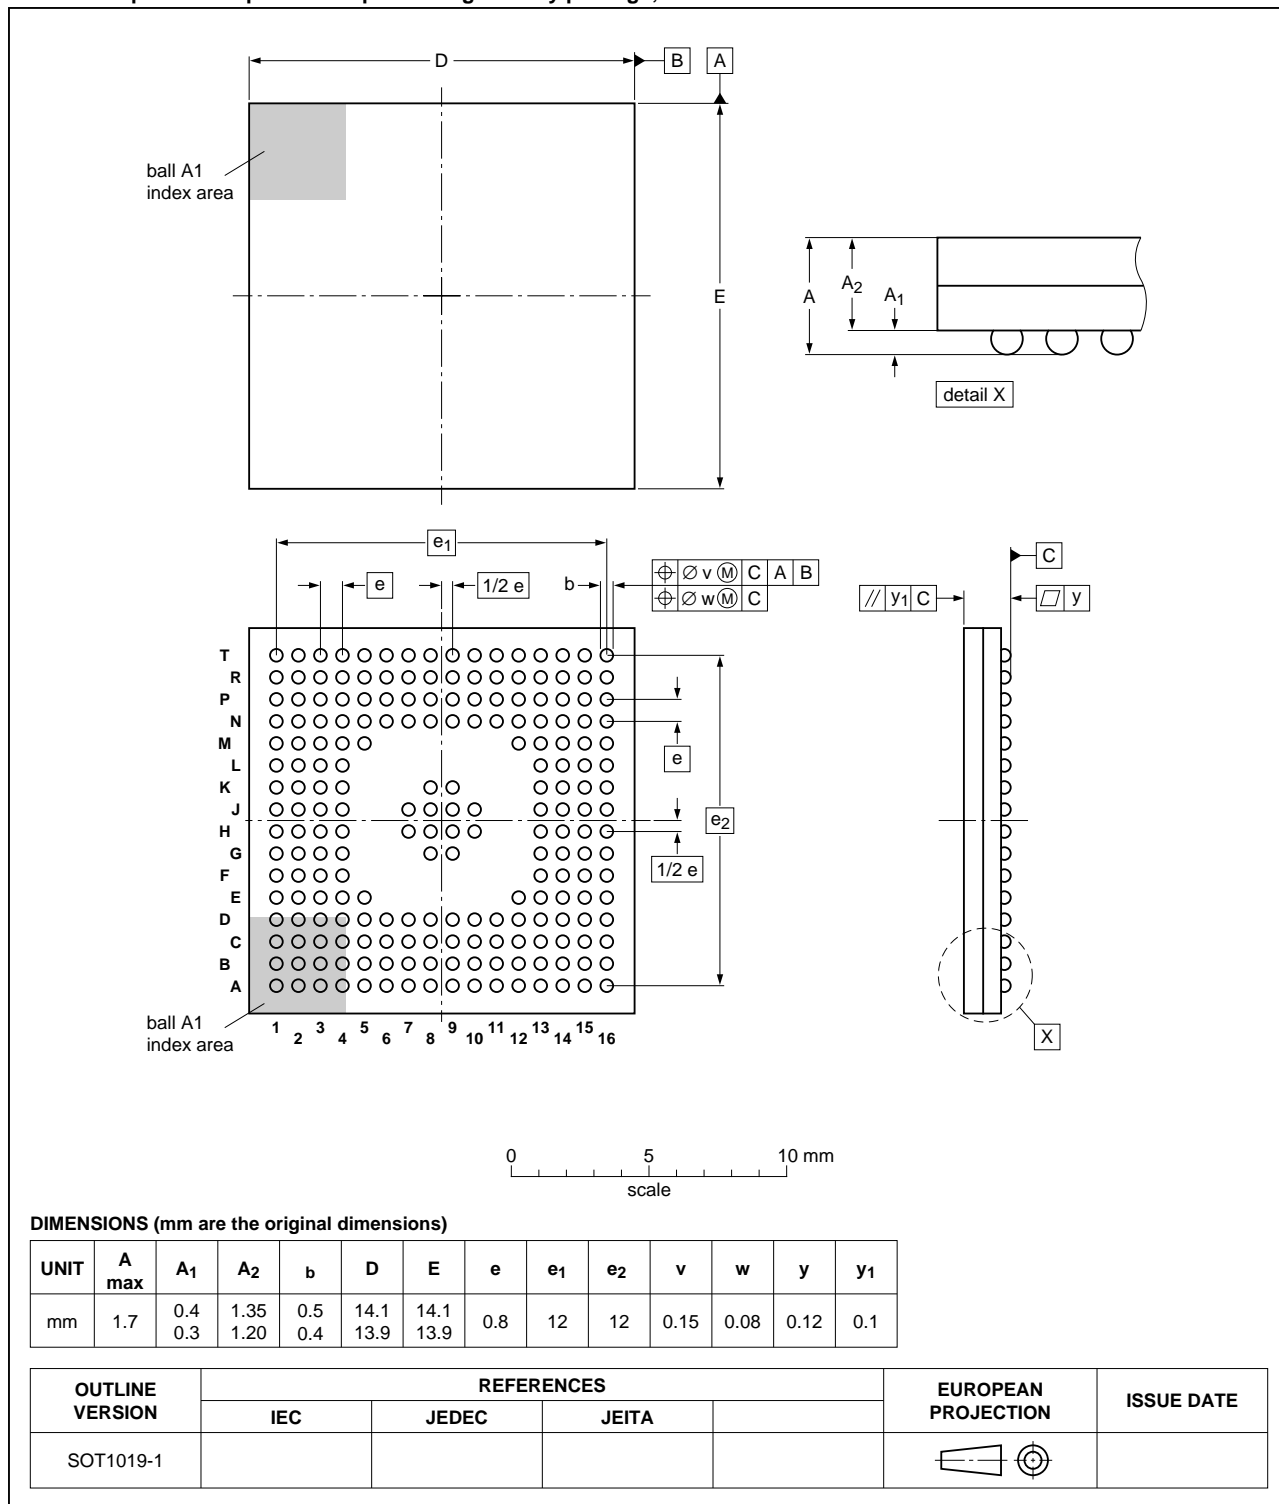 D
B
A
ball A1
index area
E
A
A2
A1
detail X
e1
e
1/2 e
b
⌖ ∅ v Ⓜ C A B
⌖ ∅ w Ⓜ C
C
// y1 C
▱ y
T
R
P
N
M
L
K
J
H
G
F
E
D
C
B
A
e
e2
1/2 e
ball A1
index area
1 2 3 4 5 6 7 8 9 10 11 12 13 14 15 16
X
0 5 10 mm
scale
DIMENSIONS (mm are the original dimensions)
UNIT A max A1 A2 b D E e e1 e2 v w y y1
mm 1.7 0.4 0.3 1.35 1.20 0.5 0.4 14.1 13.9 14.1 13.9 0.8 12 12 0.15 0.08 0.12 0.1
OUTLINE VERSION REFERENCES EUROPEAN PROJECTION ISSUE DATE
IEC JEDEC JEITA
SOT1019-1